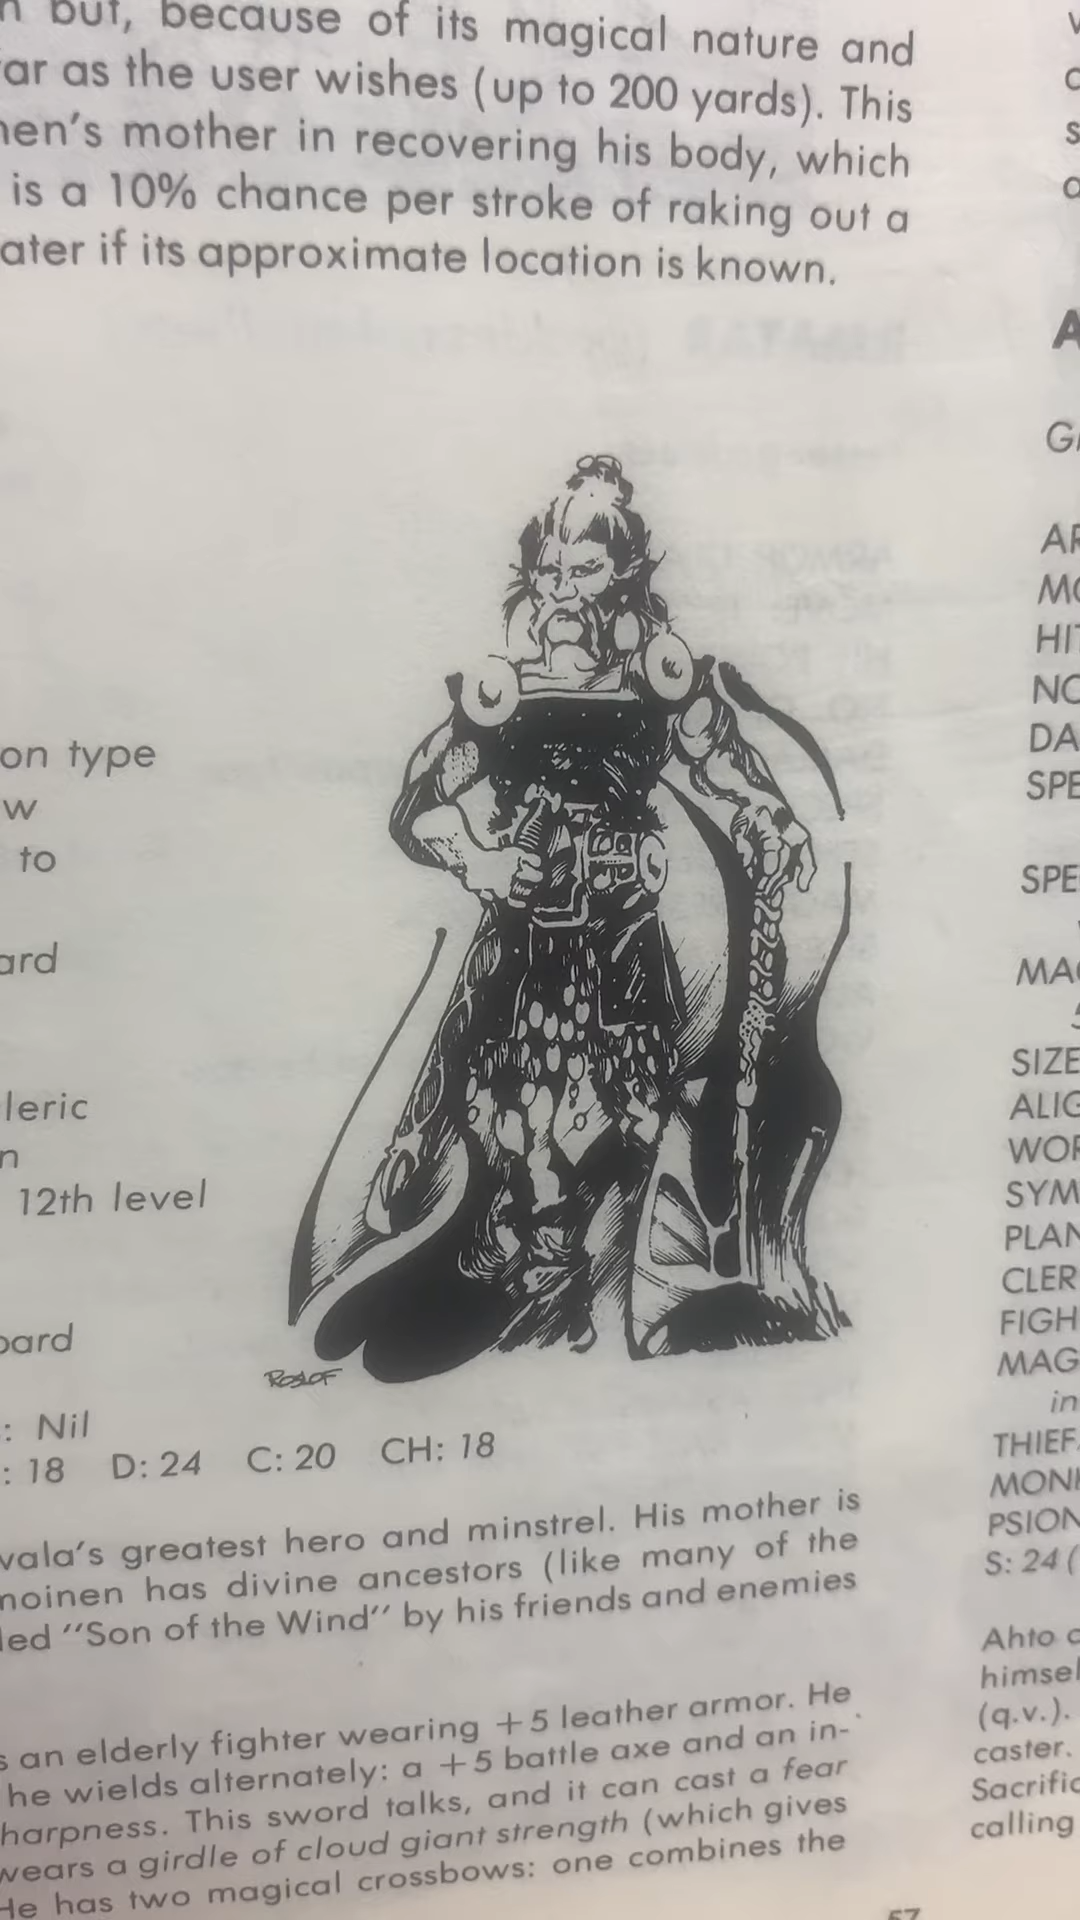 but, because of its magical nature and
ar as the user wishes (up to 200 yards). This
nen's mother in recovering his body, which
is a 10% chance per stroke of raking out a
ater if its approximate location is known.
on type
w
to
ard
leric
n
12th level
oard
ROSLOF
: Nil
: 18 D: 24 C: 20 CH: 18
vala's greatest hero and minstrel. His mother is
noinen has divine ancestors (like many of the
led "Son of the Wind" by his friends and enemies
s an elderly fighter wearing +5 leather armor. He
he wields alternately: a +5 battle axe and an in-
harpness. This sword talks, and it can cast a fear
wears a girdle of cloud giant strength (which gives
He has two magical crossbows: one combines the
57
A
G
AR
MO
HIT
NO
DA
SPE
SPE
MAG
5
SIZE
ALIG
WOR
SYM
PLAN
CLER
FIGH
MAG
in
THIEF
MONK
PSION
S: 24 (
Ahto
himsel
(q.v.).
caster.
Sacrific
calling